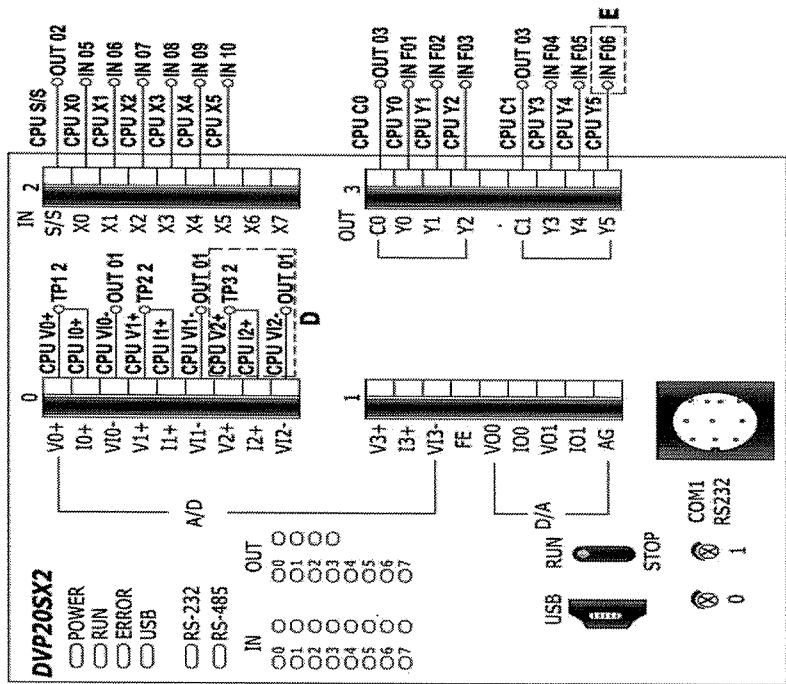 DVP20SX2
POWER
RUN
ERROR
USB
RS-232
RS-485
IN
0
1
2
3
4
5
6
7
OUT
0
1
2
3
4
5
6
7
A/D
0
V0+
I0+
VI0-
V1+
I1+
VI1-
V2+
I2+
VI2-
CPU V0+
TP1 2
CPU I0+
CPU VI0-
OUT 01
CPU V1+
TP2 2
CPU I1+
CPU VI1-
OUT 01
CPU V2+
TP3 2
CPU I2+
CPU VI2-
OUT 01
D
IN 2
S/S
X0
X1
X2
X3
X4
X5
X6
X7
CPU S/S
OUT 02
CPU X0
IN 05
CPU X1
IN 06
CPU X2
IN 07
CPU X3
IN 08
CPU X4
IN 09
CPU X5
IN 10
USB
RUN
STOP
0
1
COM1
RS232
D/A
1
V3+
I3+
VI3-
FE
VO0
IO0
VO1
IO1
AG
OUT 3
C0
Y0
Y1
Y2
C1
Y3
Y4
Y5
CPU C0
OUT 03
CPU Y0
IN F01
CPU Y1
IN F02
CPU Y2
IN F03
CPU C1
OUT 03
CPU Y3
IN F04
CPU Y4
IN F05
CPU Y5
IN F06
E